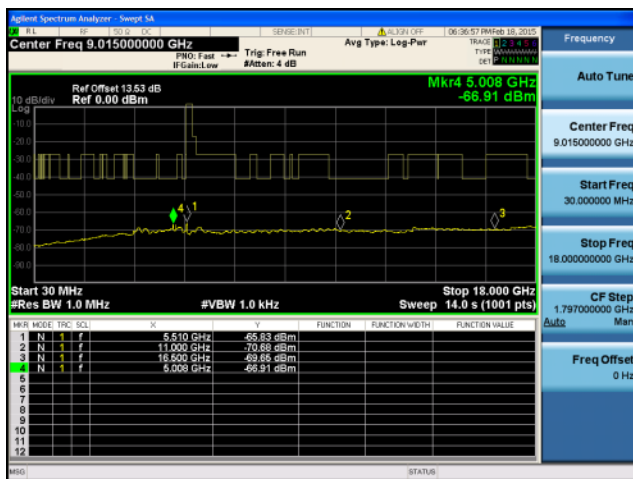 Agilent Spectrum Analyzer - Swept SA
RL RF 50 Ω DC SENSE:INT ALIGN OFF 06:36:57 PM Feb 18, 2015
Center Freq 9.015000000 GHz
PNO: Fast
IFGain:Low
Trig: Free Run
#Atten: 4 dB
Avg Type: Log-Pwr
TRACE 1 2 3 4 5 6
TYPE
DET P N N N N N
Ref Offset 13.53 dB
10 dB/div Ref 0.00 dBm
Log
Mkr4 5.008 GHz
-66.91 dBm
-10.0
-20.0
-30.0
-40.0
-50.0
-60.0
-70.0
-80.0
-90.0
4 1 2 3
Start 30 MHz
Stop 18.000 GHz
#Res BW 1.0 MHz #VBW 1.0 kHz Sweep 14.0 s (1001 pts)
MKR MODE TRC SCL X Y FUNCTION FUNCTION WIDTH FUNCTION VALUE
1 N 1 f 5.510 GHz -65.83 dBm
2 N 1 f 11.000 GHz -70.68 dBm
3 N 1 f 16.500 GHz -69.65 dBm
4 N 1 f 5.008 GHz -66.91 dBm
5
6
7
8
9
10
11
12
MSG STATUS
Frequency
Auto Tune
Center Freq
9.015000000 GHz
Start Freq
30.000000 MHz
Stop Freq
18.000000000 GHz
CF Step
1.797000000 GHz
Auto Man
Freq Offset
0 Hz